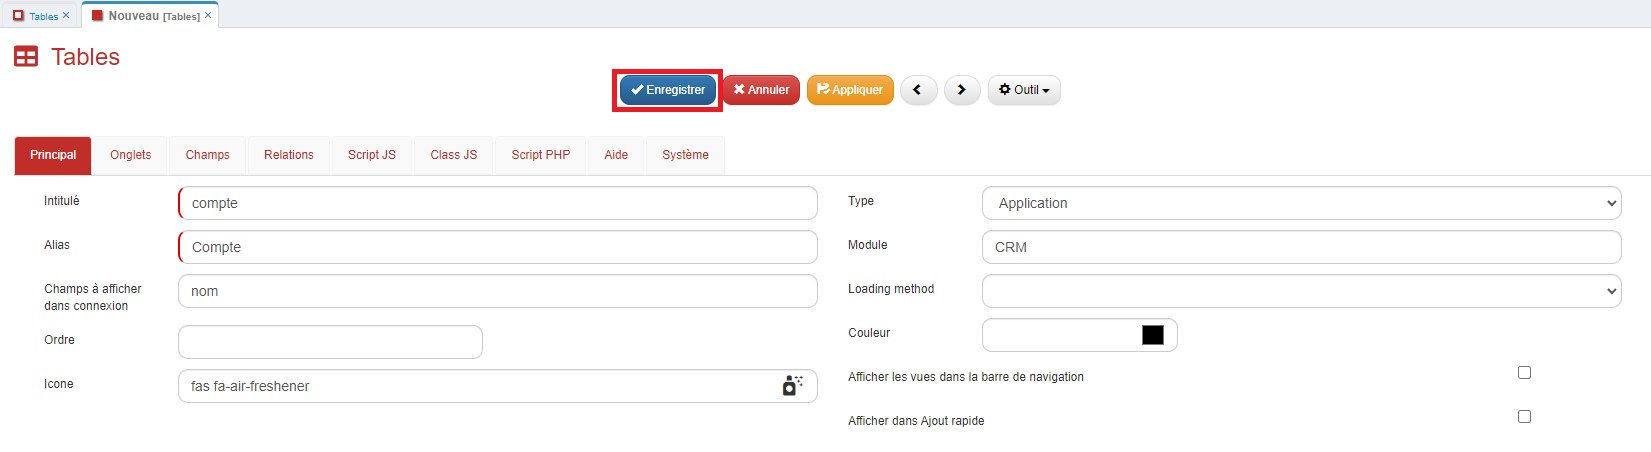 Tables ×
Nouveau [Tables] ×
Tables
Enregistrer Annuler Appliquer Outil
Principal Onglets Champs Relations Script JS Class JS Script PHP Aide Système
Intitulé compte
Type Application
Alias Compte
Module CRM
Champs à afficher dans connexion nom
Loading method
Ordre
Couleur
Icone fas fa-air-freshener
Afficher les vues dans la barre de navigation
Afficher dans Ajout rapide